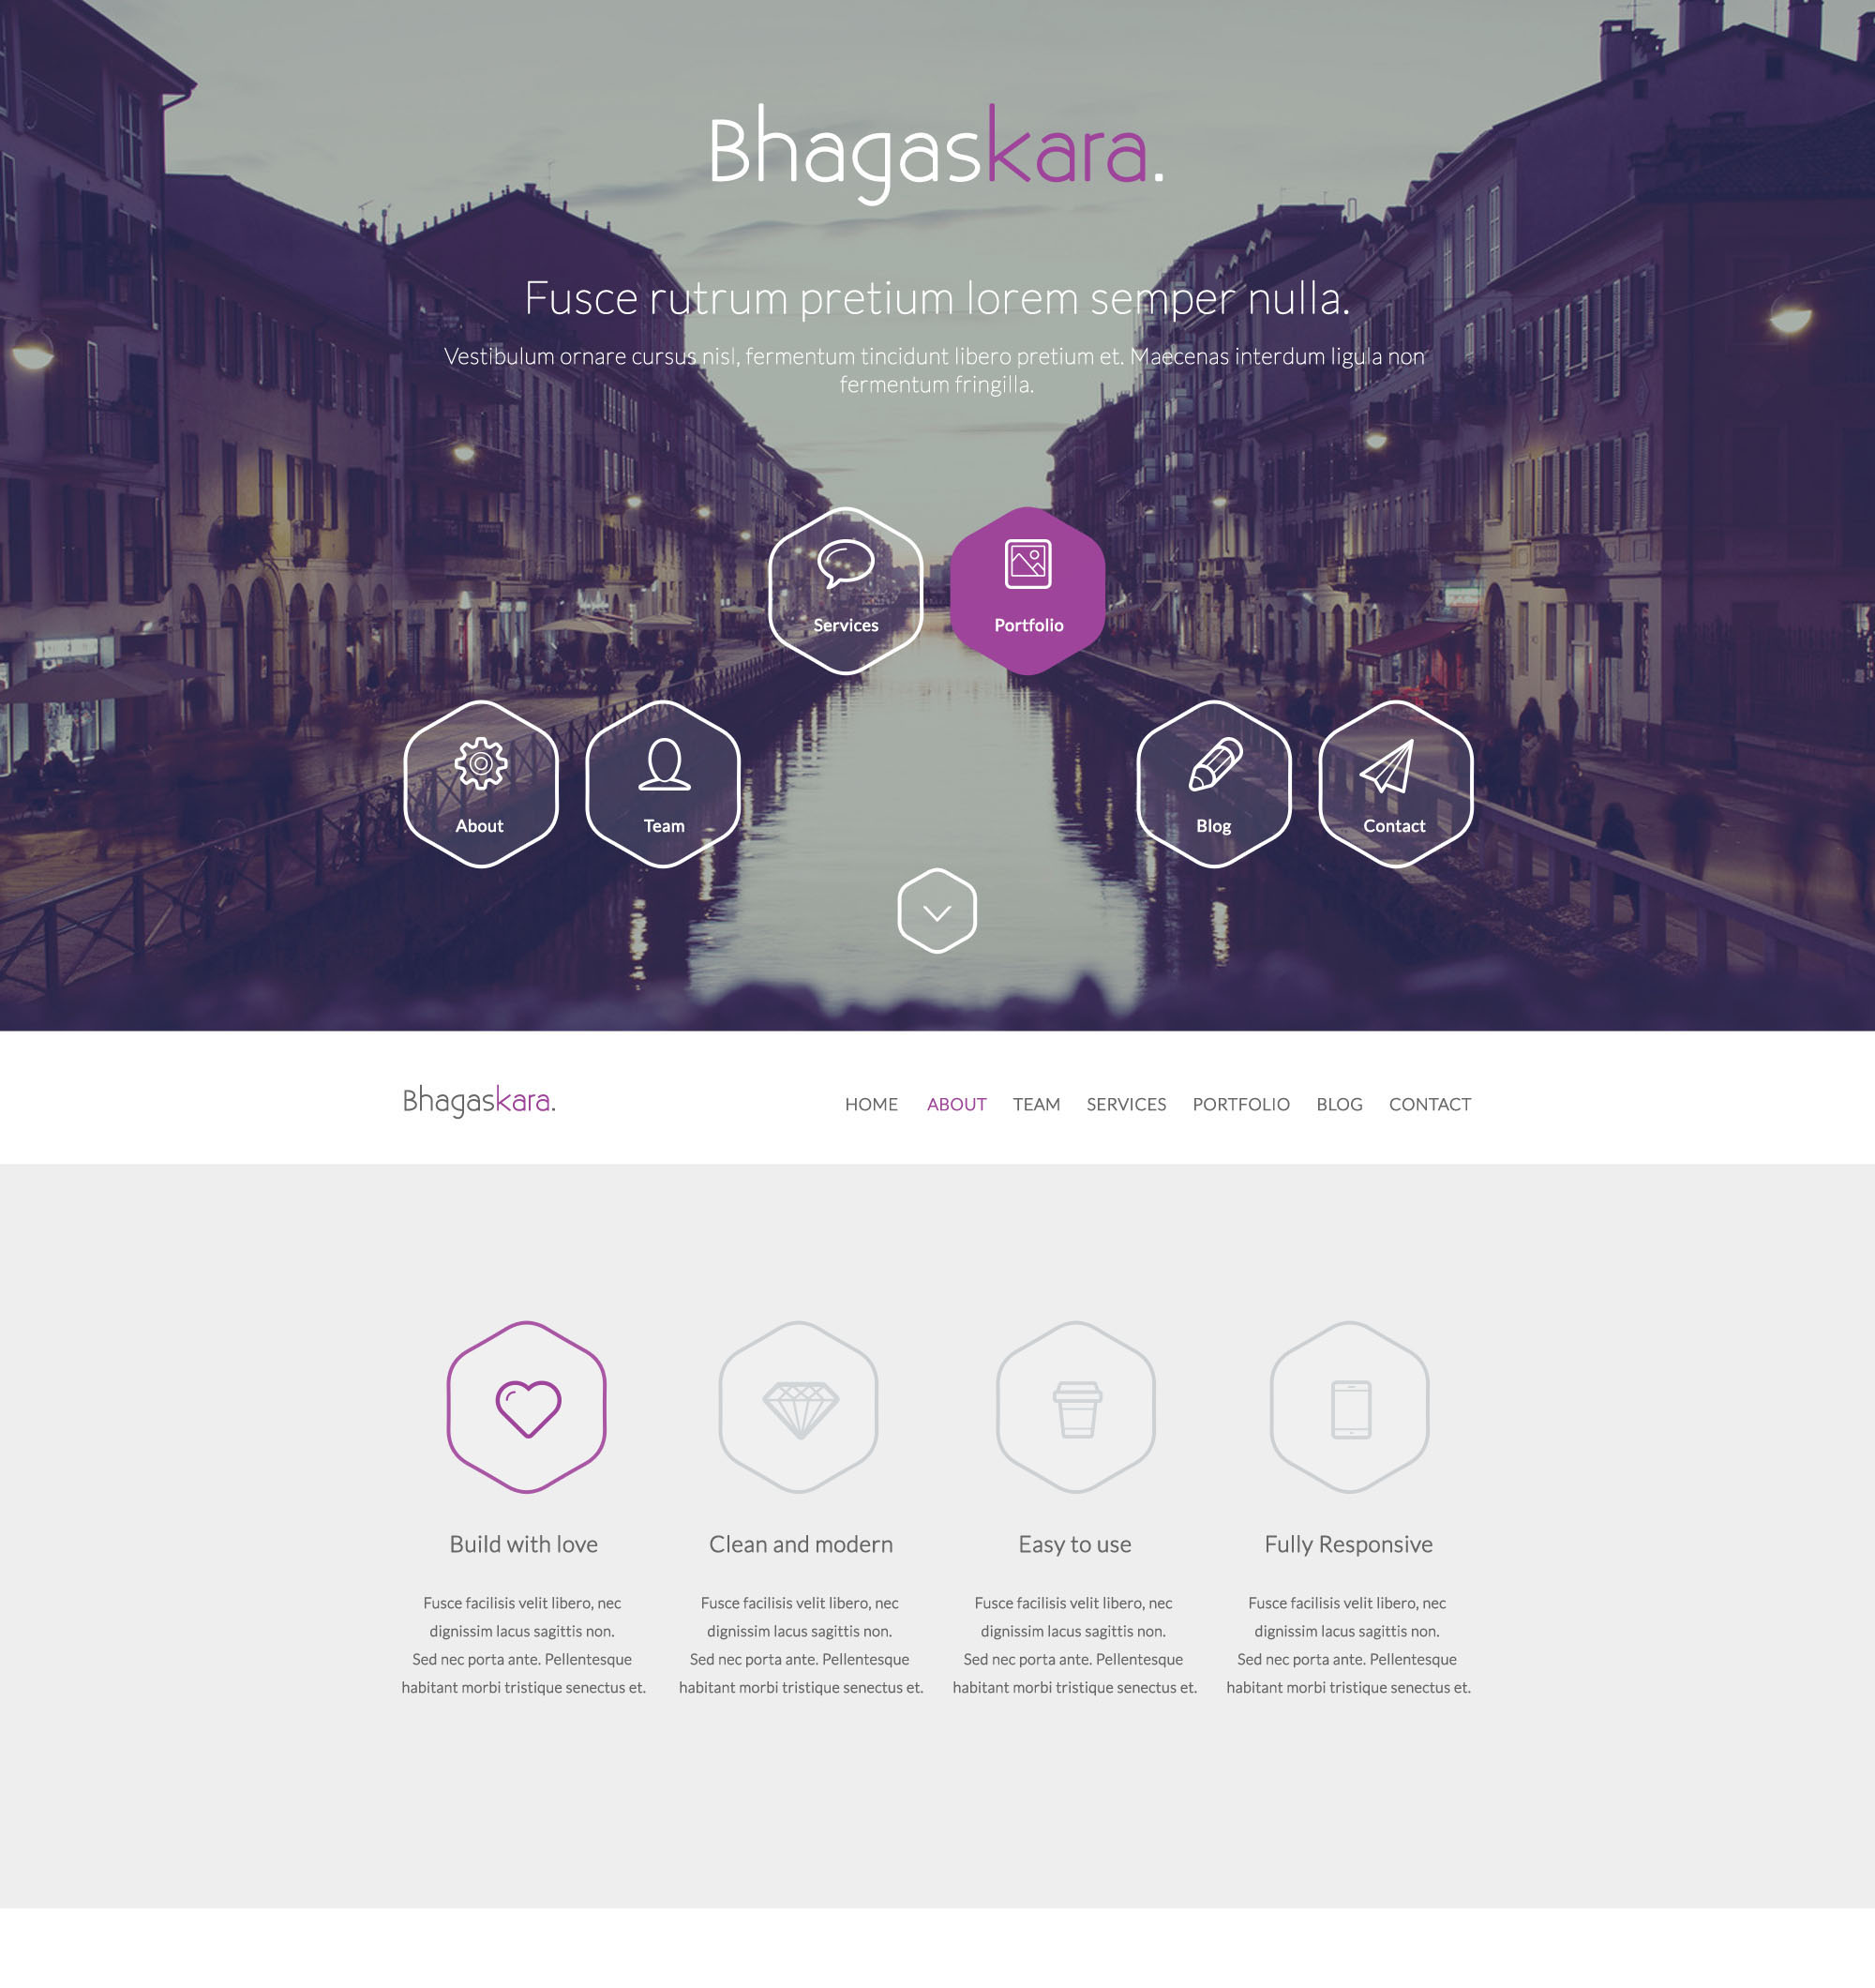 Bhagaskara.
Fusce rutrum pretium lorem semper nulla.
Vestibulum ornare cursus nisl, fermentum tincidunt libero pretium et. Maecenas interdum ligula non
fermentum fringilla.
Services
Portfolio
About
Team
Blog
Contact
Bhagaskara.
HOME ABOUT TEAM SERVICES PORTFOLIO BLOG CONTACT
Build with love
Fusce facilisis velit libero, nec
dignissim lacus sagittis non.
Sed nec porta ante. Pellentesque
habitant morbi tristique senectus et.
Clean and modern
Fusce facilisis velit libero, nec
dignissim lacus sagittis non.
Sed nec porta ante. Pellentesque
habitant morbi tristique senectus et.
Easy to use
Fusce facilisis velit libero, nec
dignissim lacus sagittis non.
Sed nec porta ante. Pellentesque
habitant morbi tristique senectus et.
Fully Responsive
Fusce facilisis velit libero, nec
dignissim lacus sagittis non.
Sed nec porta ante. Pellentesque
habitant morbi tristique senectus et.